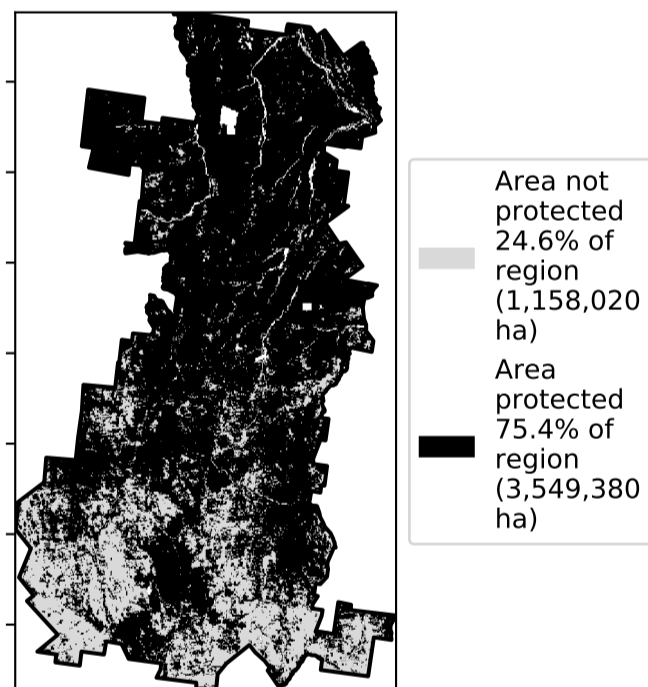 Area not
protected
24.6% of
region
(1,158,020
ha)
Area
protected
75.4% of
region
(3,549,380
ha)